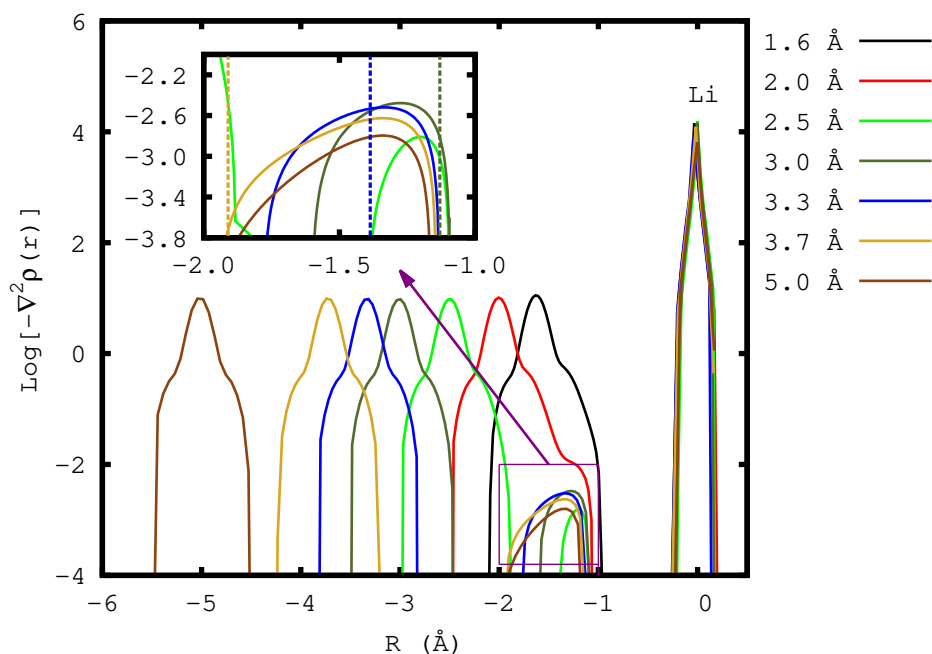 6
4
2
0
−2
−4
−6
−5
−4
−3
−2
−1
0
R (Å)
Log[−∇²ρ(r)]
Li
−2.2
−2.6
−3.0
−3.4
−3.8
−2.0
−1.5
−1.0
1.6 Å
2.0 Å
2.5 Å
3.0 Å
3.3 Å
3.7 Å
5.0 Å